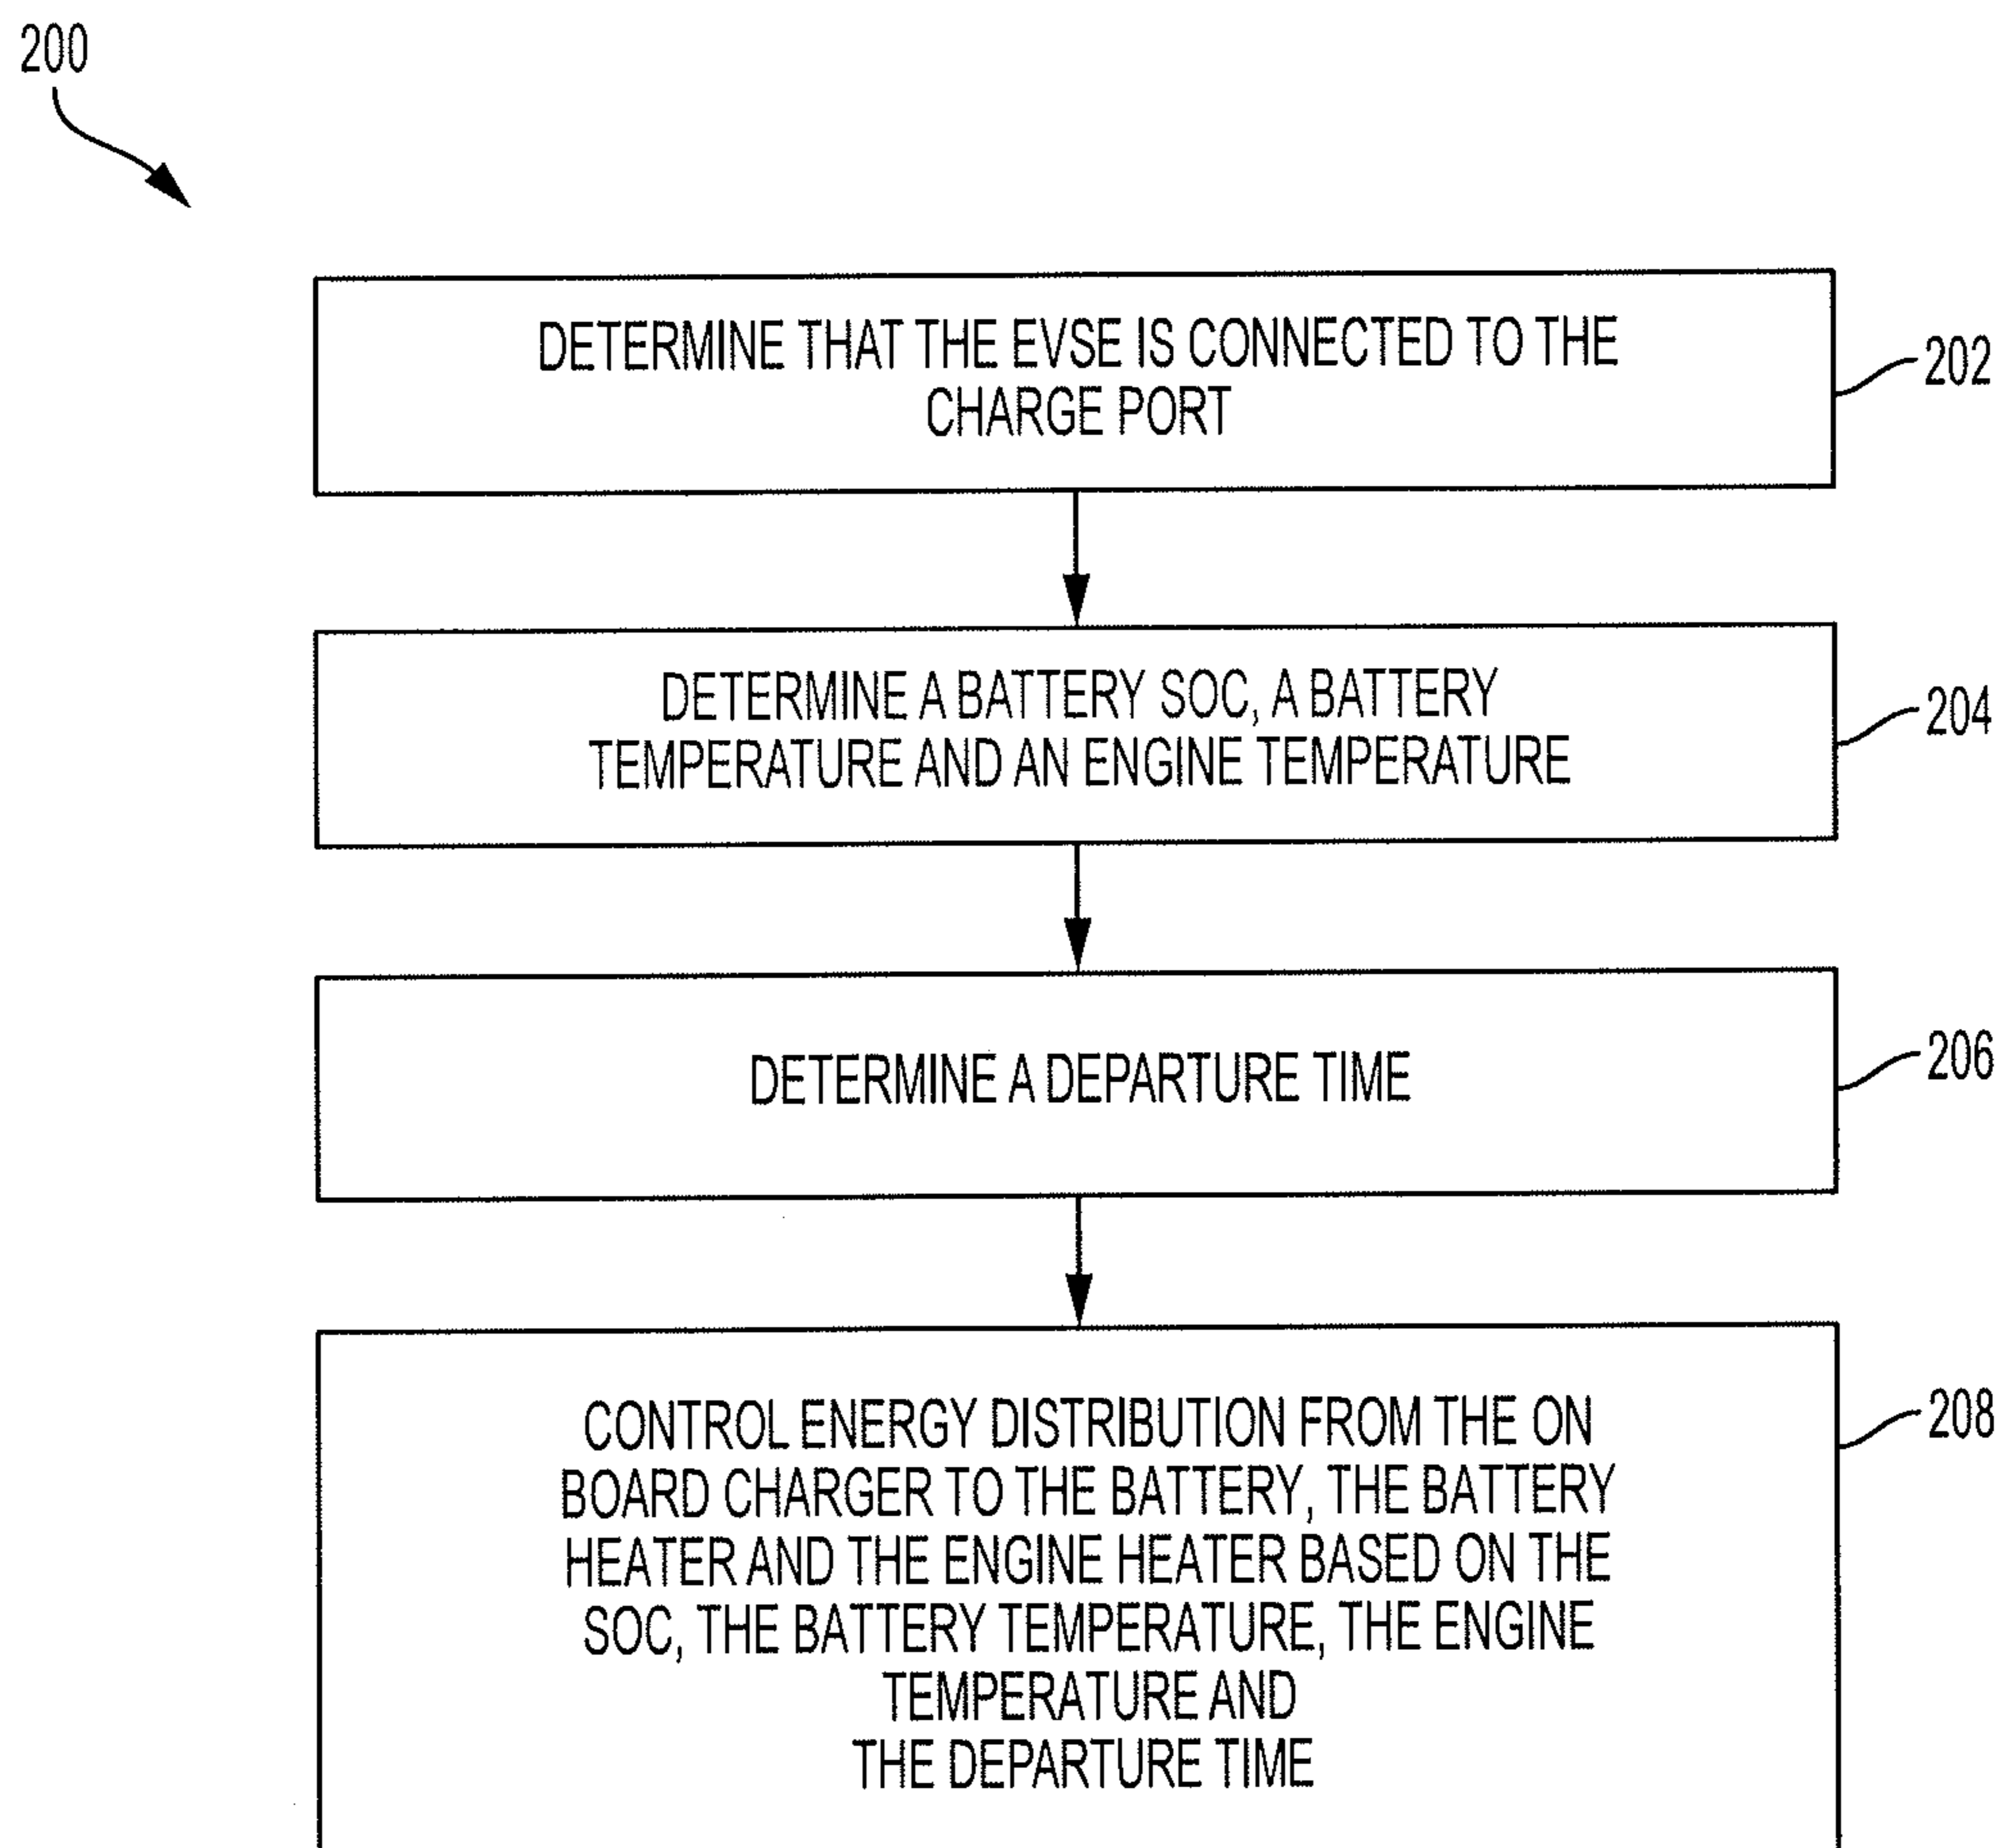 200
DETERMINE THAT THE EVSE IS CONNECTED TO THE
CHARGE PORT
202
DETERMINE A BATTERY SOC, A BATTERY
TEMPERATURE AND AN ENGINE TEMPERATURE
204
DETERMINE A DEPARTURE TIME
206
CONTROL ENERGY DISTRIBUTION FROM THE ON
BOARD CHARGER TO THE BATTERY, THE BATTERY
HEATER AND THE ENGINE HEATER BASED ON THE
SOC, THE BATTERY TEMPERATURE, THE ENGINE
TEMPERATURE AND
THE DEPARTURE TIME
208